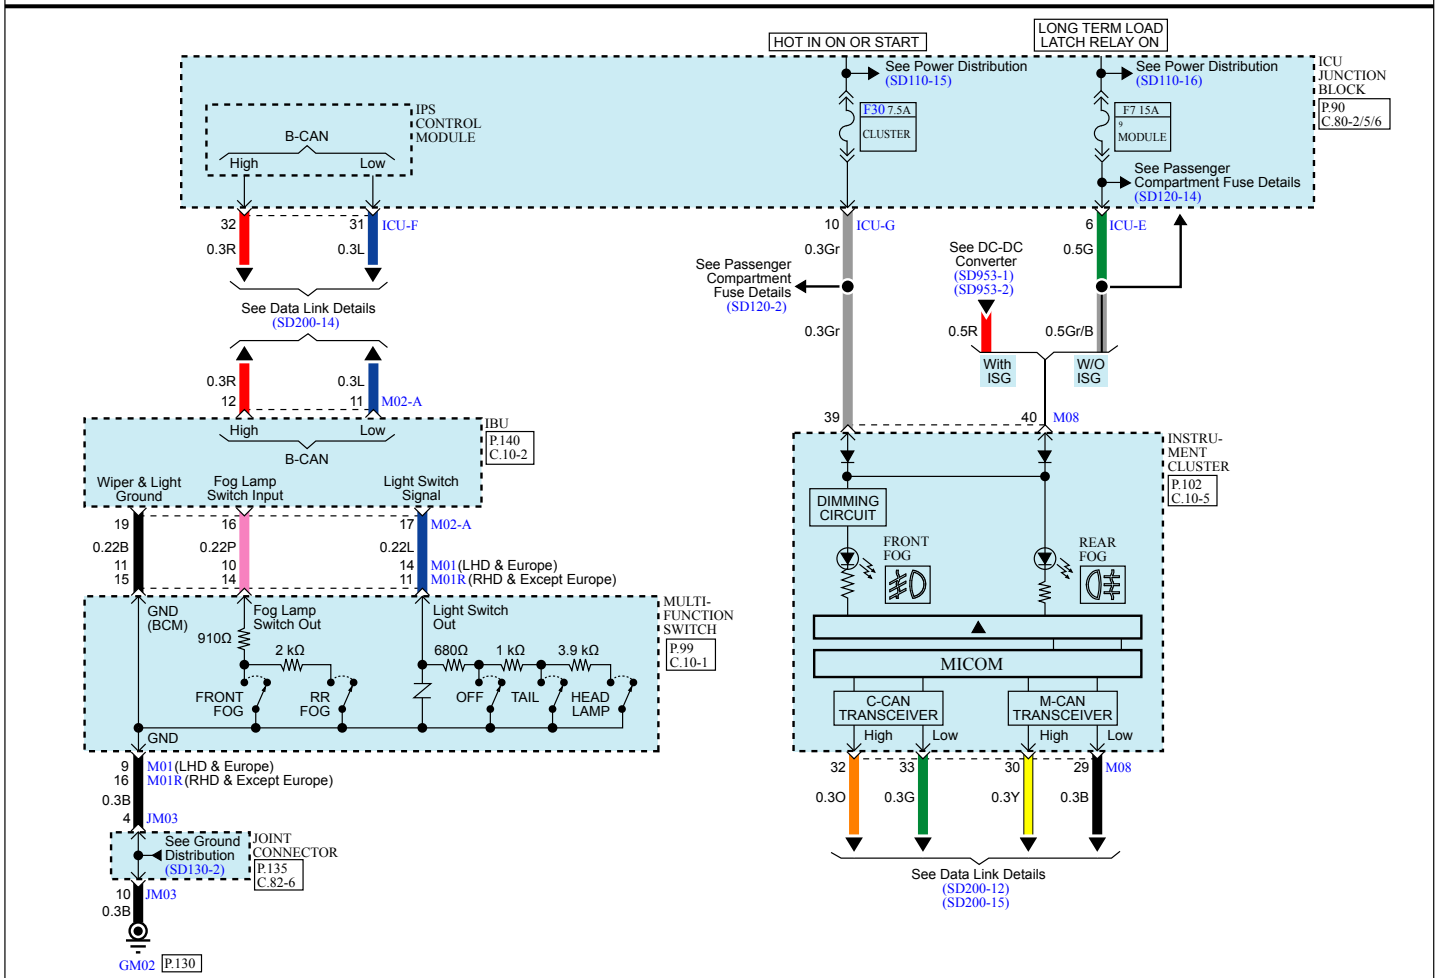 HOT IN ON OR START
LONG TERM LOAD
LATCH RELAY ON
See Power Distribution
(SD110-15)
See Power Distribution
(SD110-16)
ICU
JUNCTION
BLOCK
P.90
C.80-2/5/6
IPS
CONTROL
MODULE
B-CAN
High
Low
F30 7.5A
CLUSTER
F7 15A
9
MODULE
See Passenger
Compartment Fuse Details
(SD120-14)
32
31
ICU-F
10
ICU-G
6
ICU-E
0.3R
0.3L
0.3Gr
0.5G
See Data Link Details
(SD200-14)
See Passenger
Compartment
Fuse Details
(SD120-2)
See DC-DC
Converter
(SD953-1)
(SD953-2)
0.3Gr
0.5R
0.5Gr/B
With
ISG
W/O
ISG
0.3R
0.3L
12
11
M02-A
39
40
M08
High
Low
B-CAN
IBU
P.140
C.10-2
Wiper & Light
Ground
Fog Lamp
Switch Input
Light Switch
Signal
19
16
17
M02-A
0.22B
0.22P
0.22L
11
10
14
M01(LHD & Europe)
15
14
11
M01R(RHD & Except Europe)
INSTRU-
MENT
CLUSTER
P.102
C.10-5
DIMMING
CIRCUIT
FRONT
FOG
REAR
FOG
GND
(BCM)
Fog Lamp
Switch Out
Light Switch
Out
MULTI-
FUNCTION
SWITCH
P.99
C.10-1
910Ω
2 kΩ
680Ω
1 kΩ
3.9 kΩ
FRONT
FOG
RR
FOG
OFF
TAIL
HEAD
LAMP
GND
MICOM
C-CAN
TRANSCEIVER
M-CAN
TRANSCEIVER
High
Low
High
Low
9
M01(LHD & Europe)
16
M01R(RHD & Except Europe)
0.3B
4
JM03
32
33
30
29
M08
0.3O
0.3G
0.3Y
0.3B
See Ground
Distribution
(SD130-2)
JOINT
CONNECTOR
P.135
C.82-6
See Data Link Details
(SD200-12)
(SD200-15)
10
JM03
0.3B
GM02
P.130